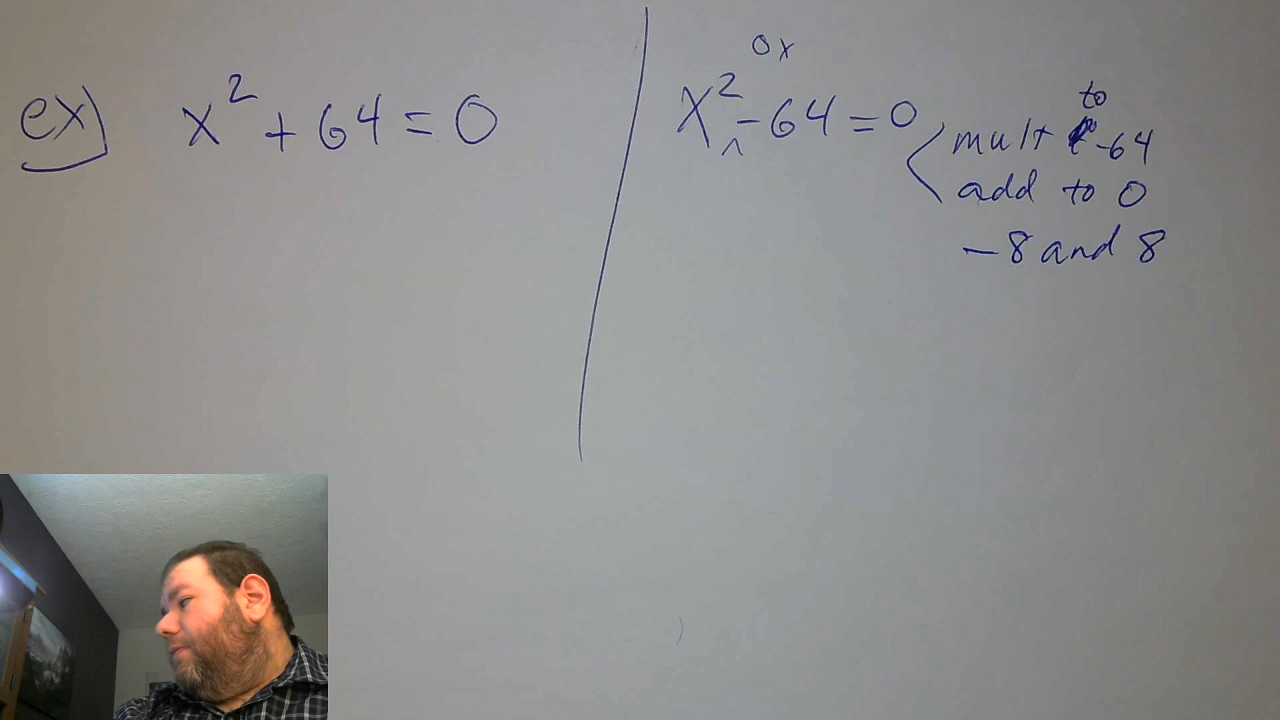 ex) x² + 64 = 0
0x
x² - 64 = 0
to
mult -64
add to 0
-8 and 8